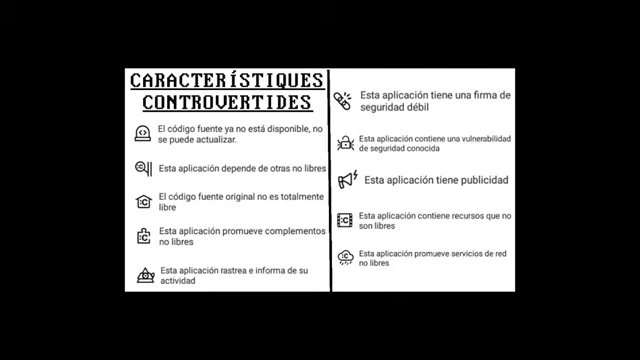 CARACTERÍSTIQUES
CONTROVERTIDES
El código fuente ya no está disponible, no
se puede actualizar.
Esta aplicación depende de otras no libres
El código fuente original no es totalmente
libre
Esta aplicación promueve complementos
no libres
Esta aplicación rastrea e informa de su
actividad
Esta aplicación tiene una firma de
seguridad débil
Esta aplicación contiene una vulnerabilidad
de seguridad conocida
Esta aplicación tiene publicidad
Esta aplicación contiene recursos que no
son libres
Esta aplicación promueve servicios de red
no libres